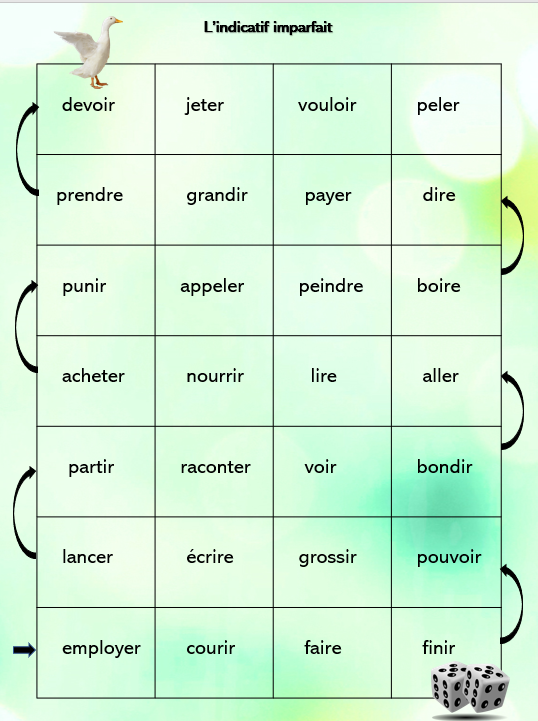 L'indicatif imparfait
devoir jeter vouloir peler
prendre grandir payer dire
punir appeler peindre boire
acheter nourrir lire aller
partir raconter voir bondir
lancer écrire grossir pouvoir
employer courir faire finir